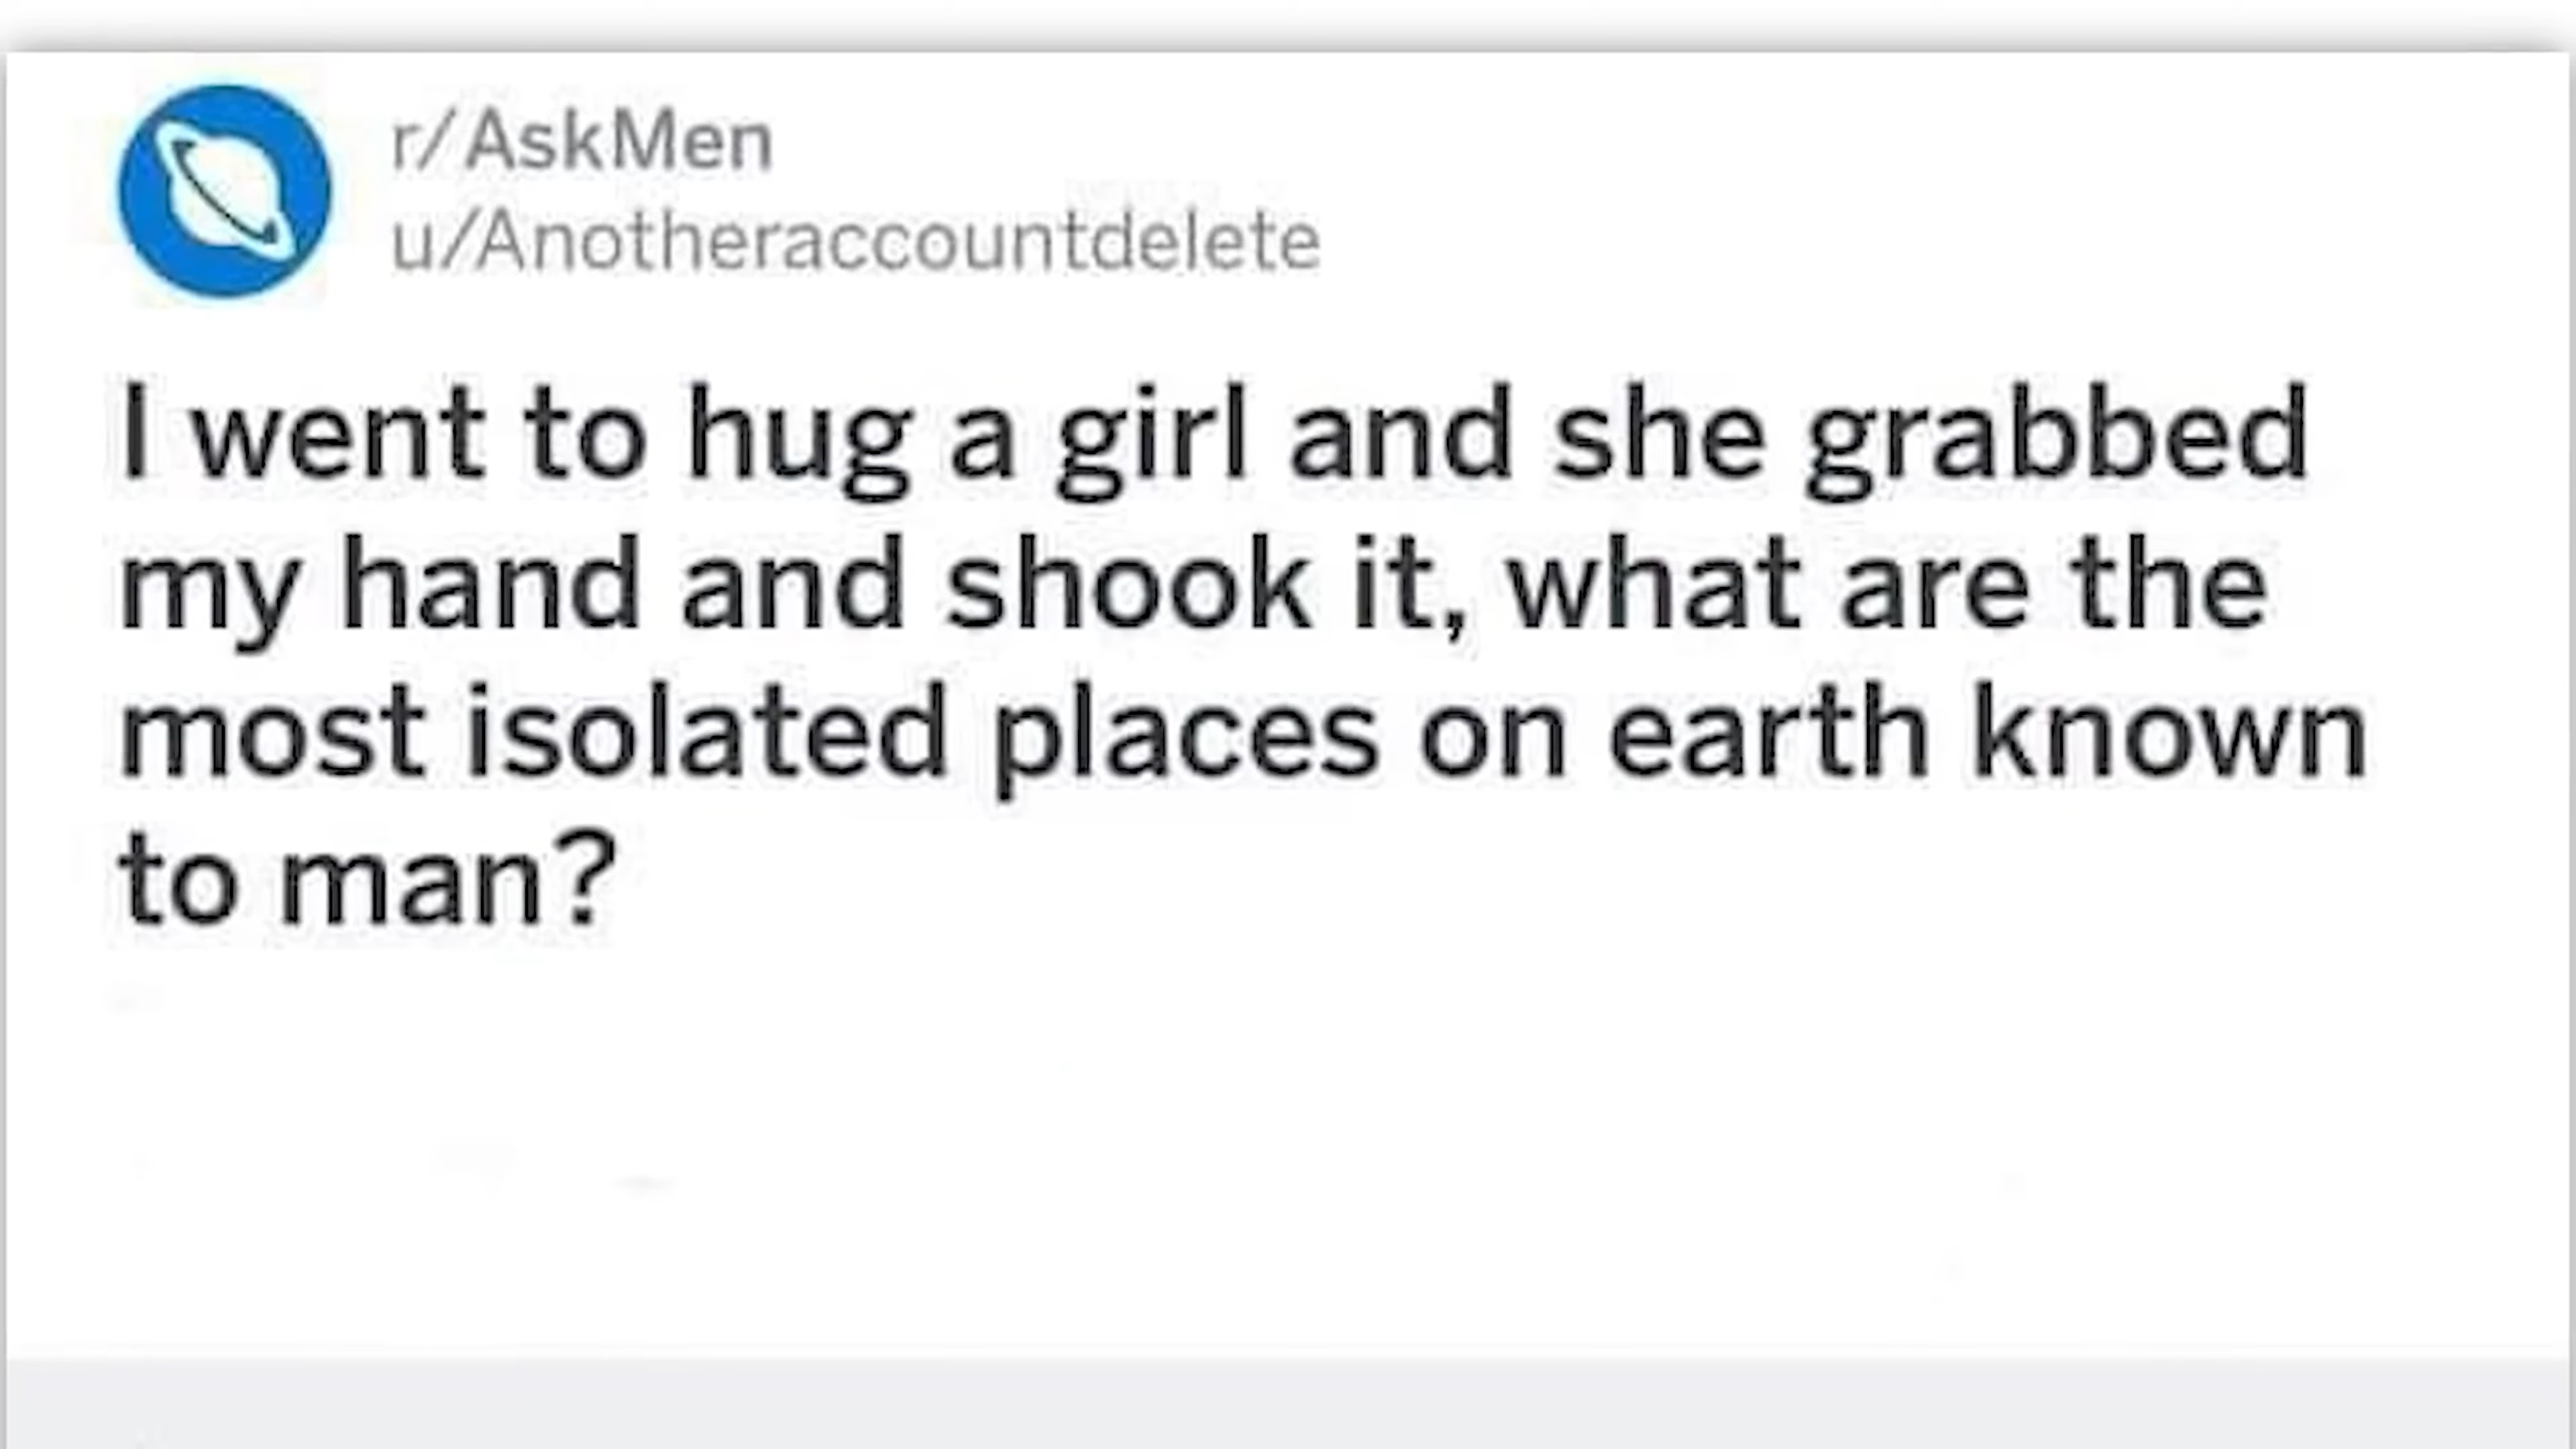 r/AskMen
u/Anotheraccountdelete
I went to hug a girl and she grabbed
my hand and shook it, what are the
most isolated places on earth known
to man?